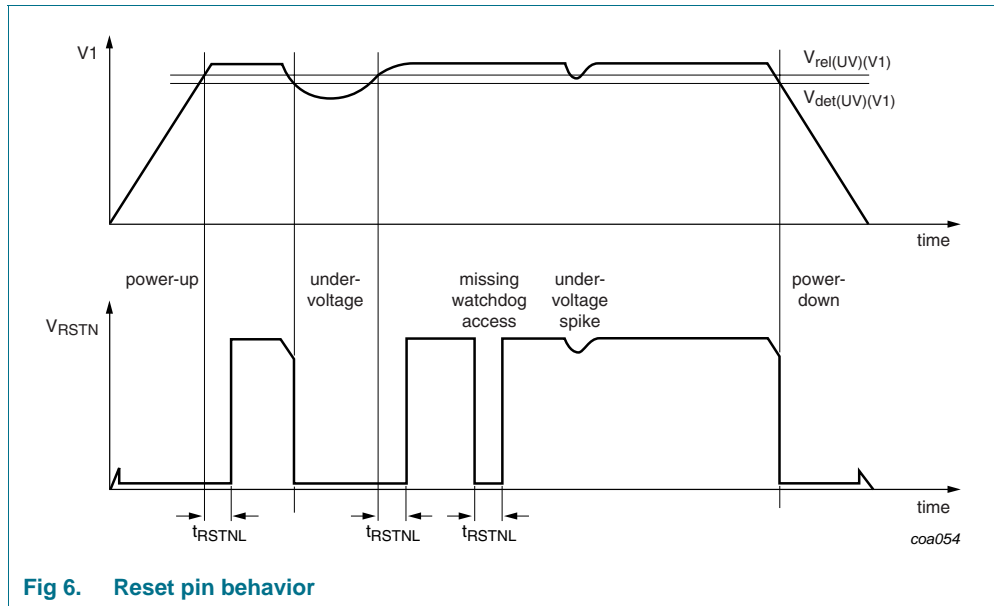 V1
Vrel(UV)(V1)
Vdet(UV)(V1)
time
power-up
under-
voltage
missing
watchdog
access
under-
voltage
spike
power-
down
VRSTN
time
tRSTNL
tRSTNL
tRSTNL
coa054
Fig 6. Reset pin behavior